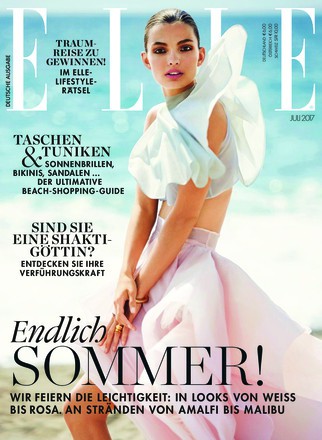 ELLE
DEUTSCHE AUSGABE
TRAUM-
REISE ZU
GEWINNEN!
IM ELLE-
LIFESTYLE-
RÄTSEL
JULI 2017
TASCHEN
& TUNIKEN
SONNENBRILLEN,
BIKINIS, SANDALEN ...
DER ULTIMATIVE
BEACH-SHOPPING-GUIDE
SIND SIE
EINE SHAKTI-
GÖTTIN?
ENTDECKEN SIE IHRE
VERFÜHRUNGSKRAFT
Endlich
SOMMER!
WIR FEIERN DIE LEICHTIGKEIT: IN LOOKS VON WEISS
BIS ROSA. AN STRÄNDEN VON AMALFI BIS MALIBU